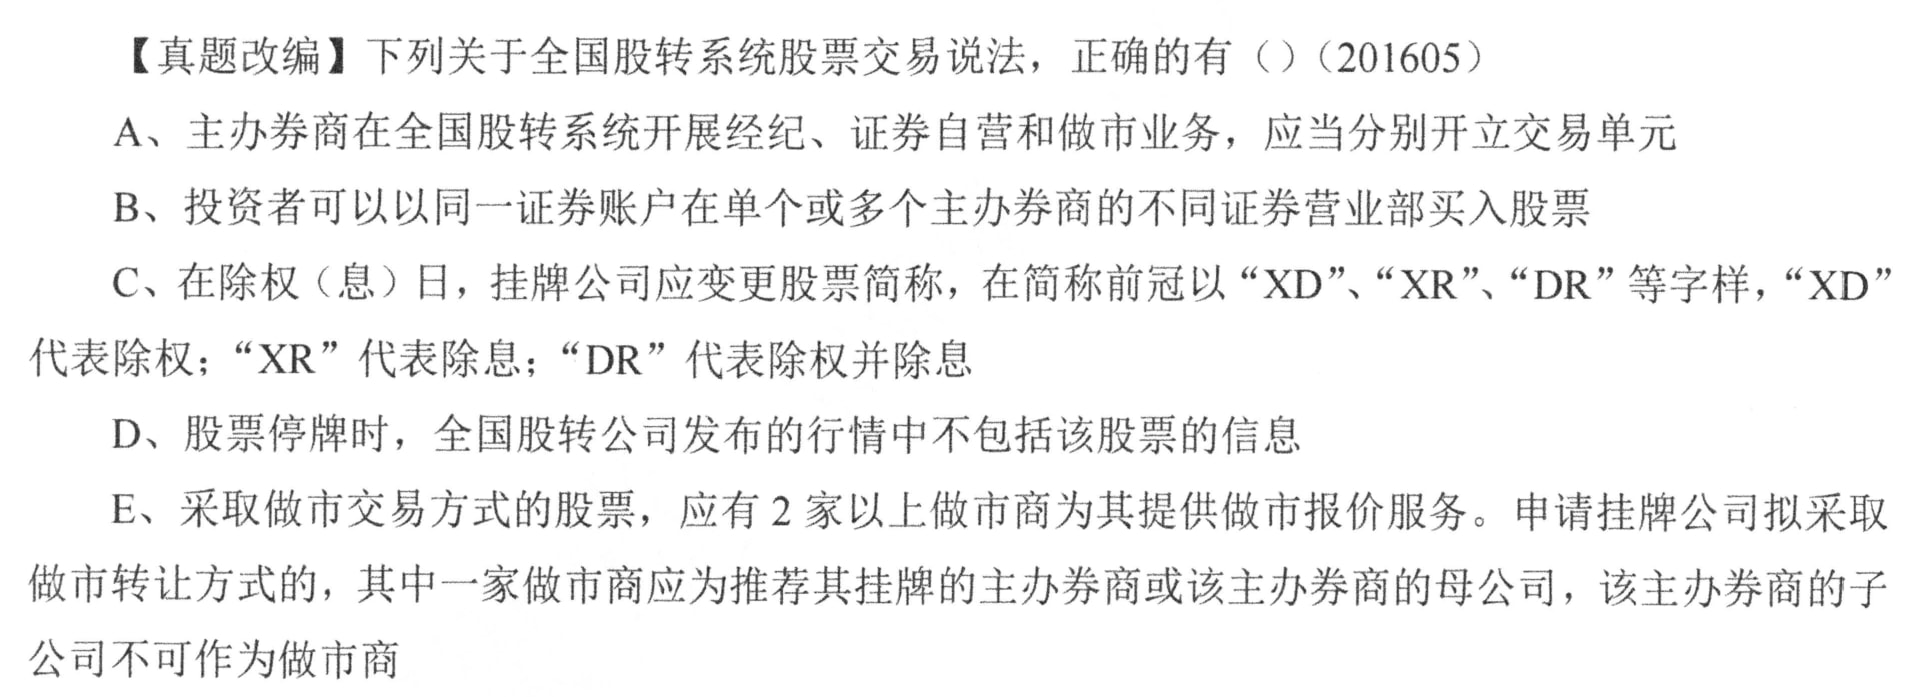 【真题改编】下列关于全国股转系统股票交易说法，正确的有（）（201605）
A、主办券商在全国股转系统开展经纪、证券自营和做市业务，应当分别开立交易单元
B、投资者可以以同一证券账户在单个或多个主办券商的不同证券营业部买入股票
C、在除权（息）日，挂牌公司应变更股票简称，在简称前冠以“XD”、“XR”、“DR”等字样，“XD”
代表除权；“XR”代表除息；“DR”代表除权并除息
D、股票停牌时，全国股转公司发布的行情中不包括该股票的信息
E、采取做市交易方式的股票，应有 2 家以上做市商为其提供做市报价服务。申请挂牌公司拟采取
做市转让方式的，其中一家做市商应为推荐其挂牌的主办券商或该主办券商的母公司，该主办券商的子
公司不可作为做市商